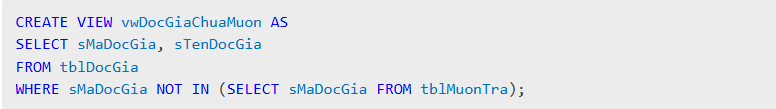 CREATE VIEW vwDocGiaChuaMuon AS
SELECT sMaDocGia, sTenDocGia
FROM tblDocGia
WHERE sMaDocGia NOT IN (SELECT sMaDocGia FROM tblMuonTra);